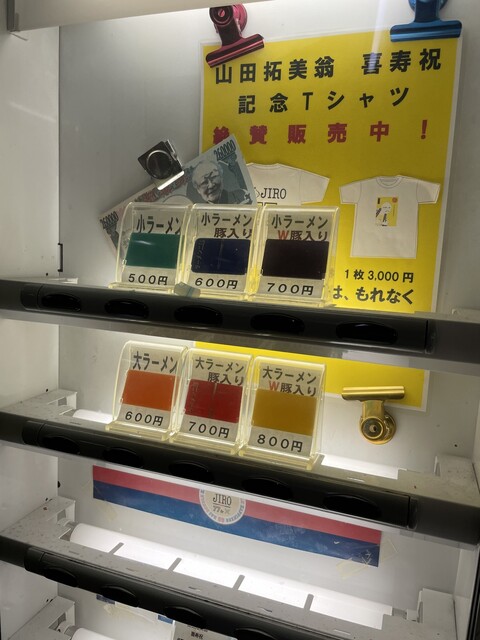 山田拓美翁 喜寿祝
記念Tシャツ
絶賛販売中!
JIRO
1枚 3,000円
は、もれなく
小ラーメン
500円
小ラーメン
豚入り
600円
小ラーメン
W豚入り
700円
大ラーメン
600円
大ラーメン
豚入り
700円
大ラーメン
W豚入り
800円
JIRO